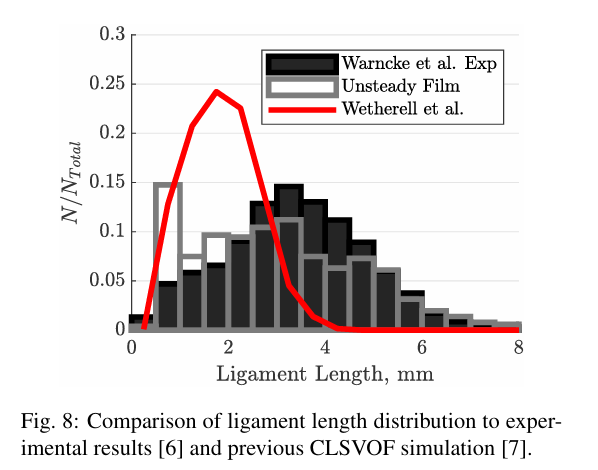 0.3
0.25
0.2
0.15
0.1
0.05
0
N/N_Total
Warncke et al. Exp
Unsteady Film
Wetherell et al.
0 2 4 6 8
Ligament Length, mm
Fig. 8: Comparison of ligament length distribution to exper-
imental results [6] and previous CLSVOF simulation [7].